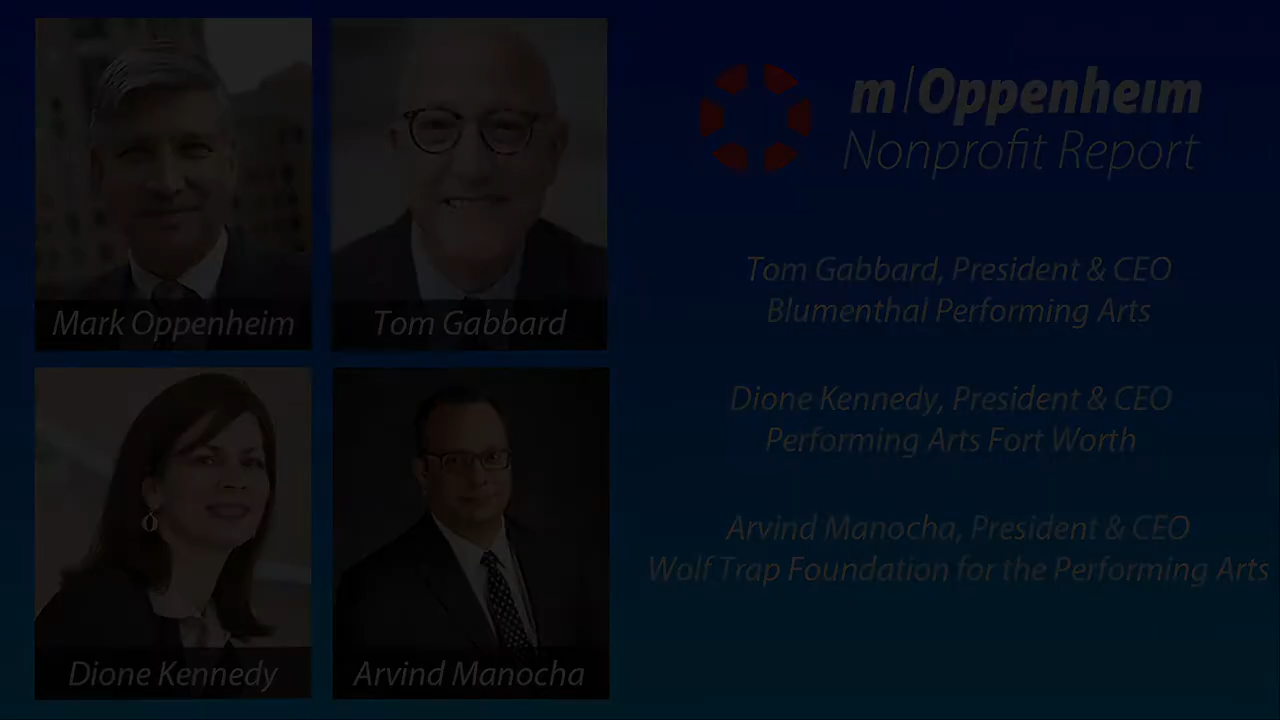 m|Oppenheim
Nonprofit Report
Mark Oppenheim
Tom Gabbard
Dione Kennedy
Arvind Manocha
Tom Gabbard, President & CEO
Blumenthal Performing Arts
Dione Kennedy, President & CEO
Performing Arts Fort Worth
Arvind Manocha, President & CEO
Wolf Trap Foundation for the Performing Arts